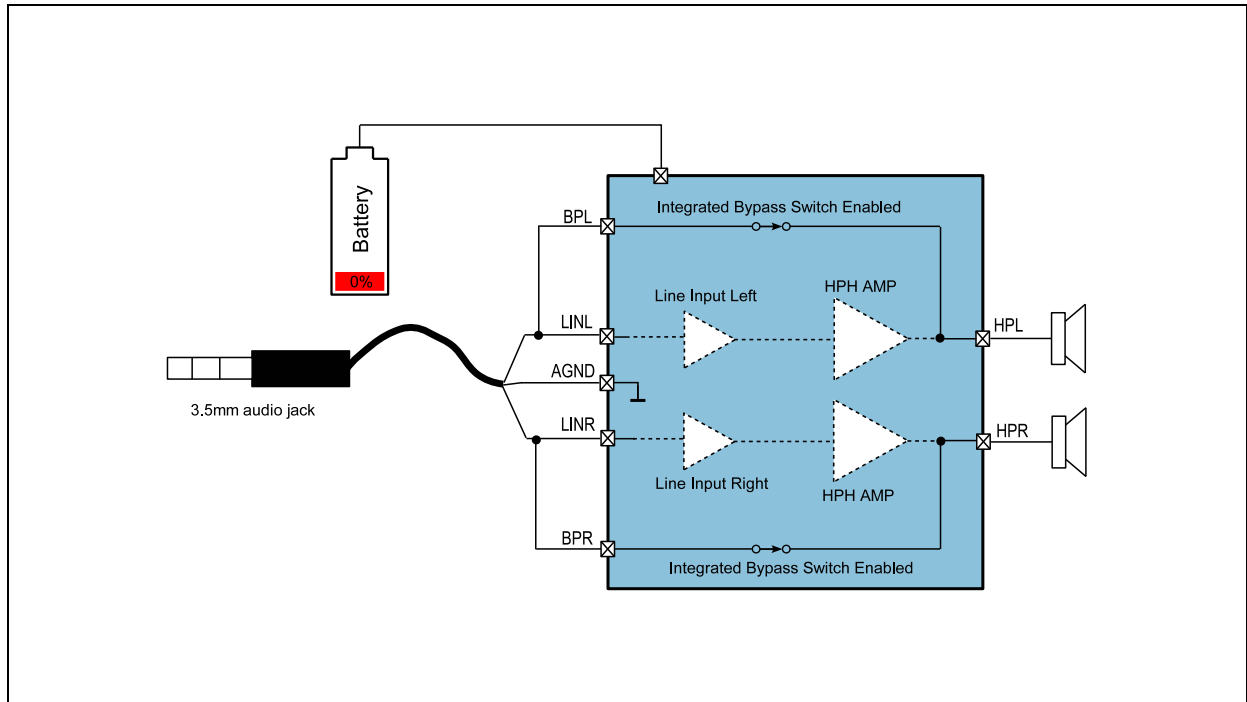 Battery
0%
3.5mm audio jack
BPL
LINL
AGND
LINR
BPR
Integrated Bypass Switch Enabled
Line Input Left
HPH AMP
HPL
Line Input Right
HPH AMP
HPR
Integrated Bypass Switch Enabled